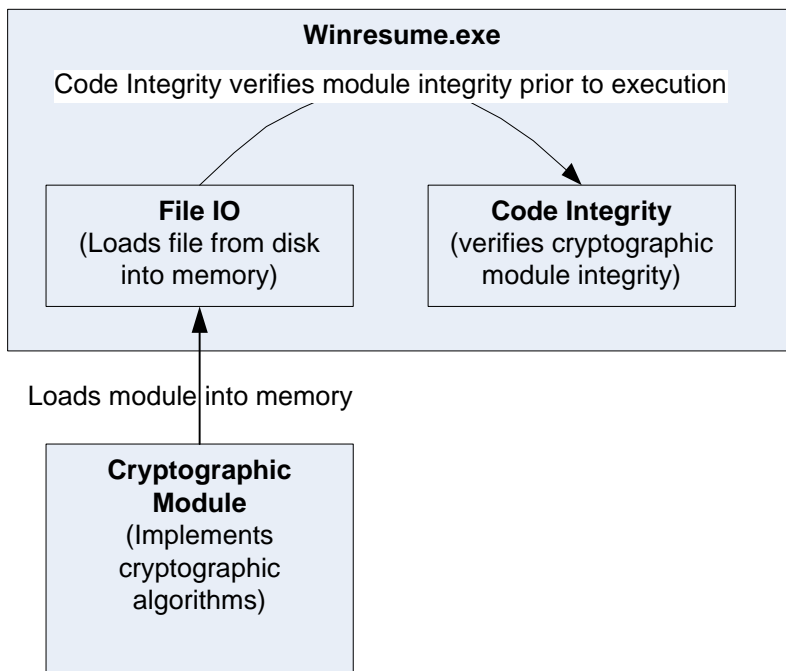 Winresume.exe
Code Integrity verifies module integrity prior to execution
File IO
(Loads file from disk
into memory)
Code Integrity
(verifies cryptographic
module integrity)
Loads module into memory
Cryptographic
Module
(Implements
cryptographic
algorithms)